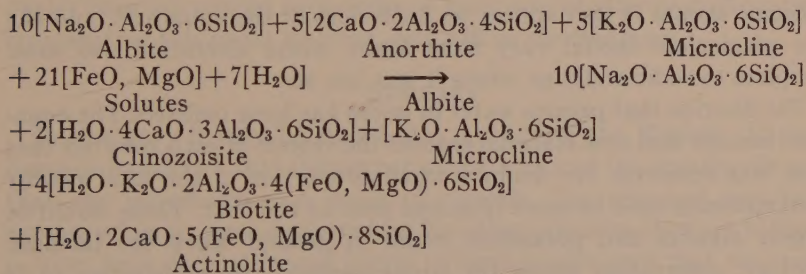 10[Na₂O·Al₂O₃·6SiO₂]+5[2CaO·2Al₂O₃·4SiO₂]+5[K₂O·Al₂O₃·6SiO₂]
Albite Anorthite Microcline
+21[FeO, MgO]+7[H₂O] ⟶ 10[Na₂O·Al₂O₃·6SiO₂]
Solutes Albite
+2[H₂O·4CaO·3Al₂O₃·6SiO₂]+[K₂O·Al₂O₃·6SiO₂]
Clinozoisite Microcline
+4[H₂O·K₂O·2Al₂O₃·4(FeO, MgO)·6SiO₂]
Biotite
+[H₂O·2CaO·5(FeO, MgO)·8SiO₂]
Actinolite